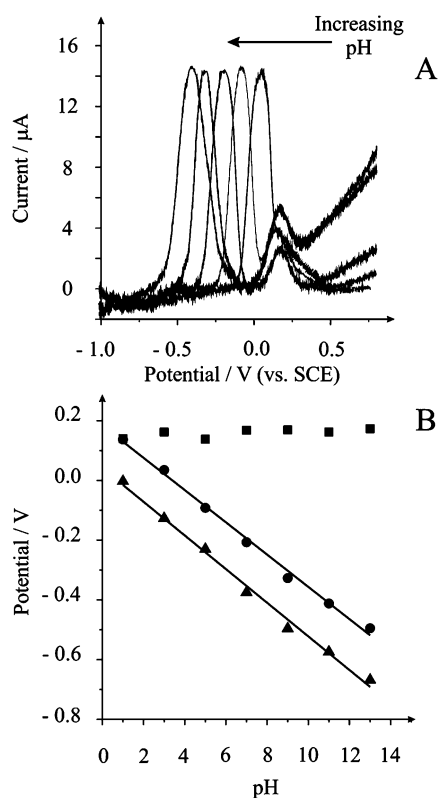 Increasing
pH
A
16
12
8
4
0
Current / μA
- 1.0 - 0.5 0.0 0.5
Potential / V (vs. SCE)
B
0.2
0.0
- 0.2
- 0.4
- 0.6
- 0.8
Potential / V
0 2 4 6 8 10 12 14
pH